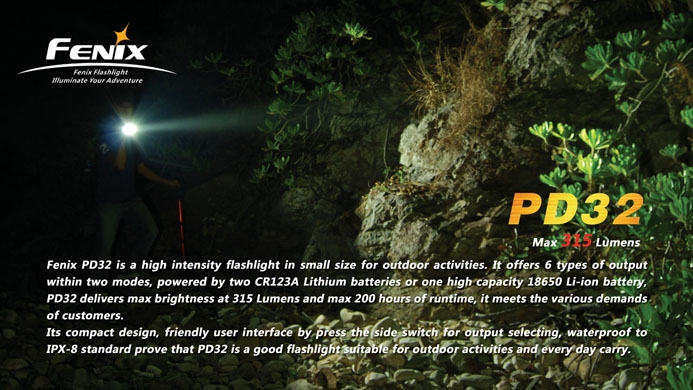 FENIX
Fenix Flashlight
Illuminate Your Adventure
PD32
Max 315 Lumens
Fenix PD32 is a high intensity flashlight in small size for outdoor activities. It offers 6 types of output
within two modes, powered by two CR123A Lithium batteries or one high capacity 18650 Li-ion battery,
PD32 delivers max brightness at 315 Lumens and max 200 hours of runtime, it meets the various demands
of customers.
Its compact design, friendly user interface by press the side switch for output selecting, waterproof to
IPX-8 standard prove that PD32 is a good flashlight suitable for outdoor activities and every day carry.